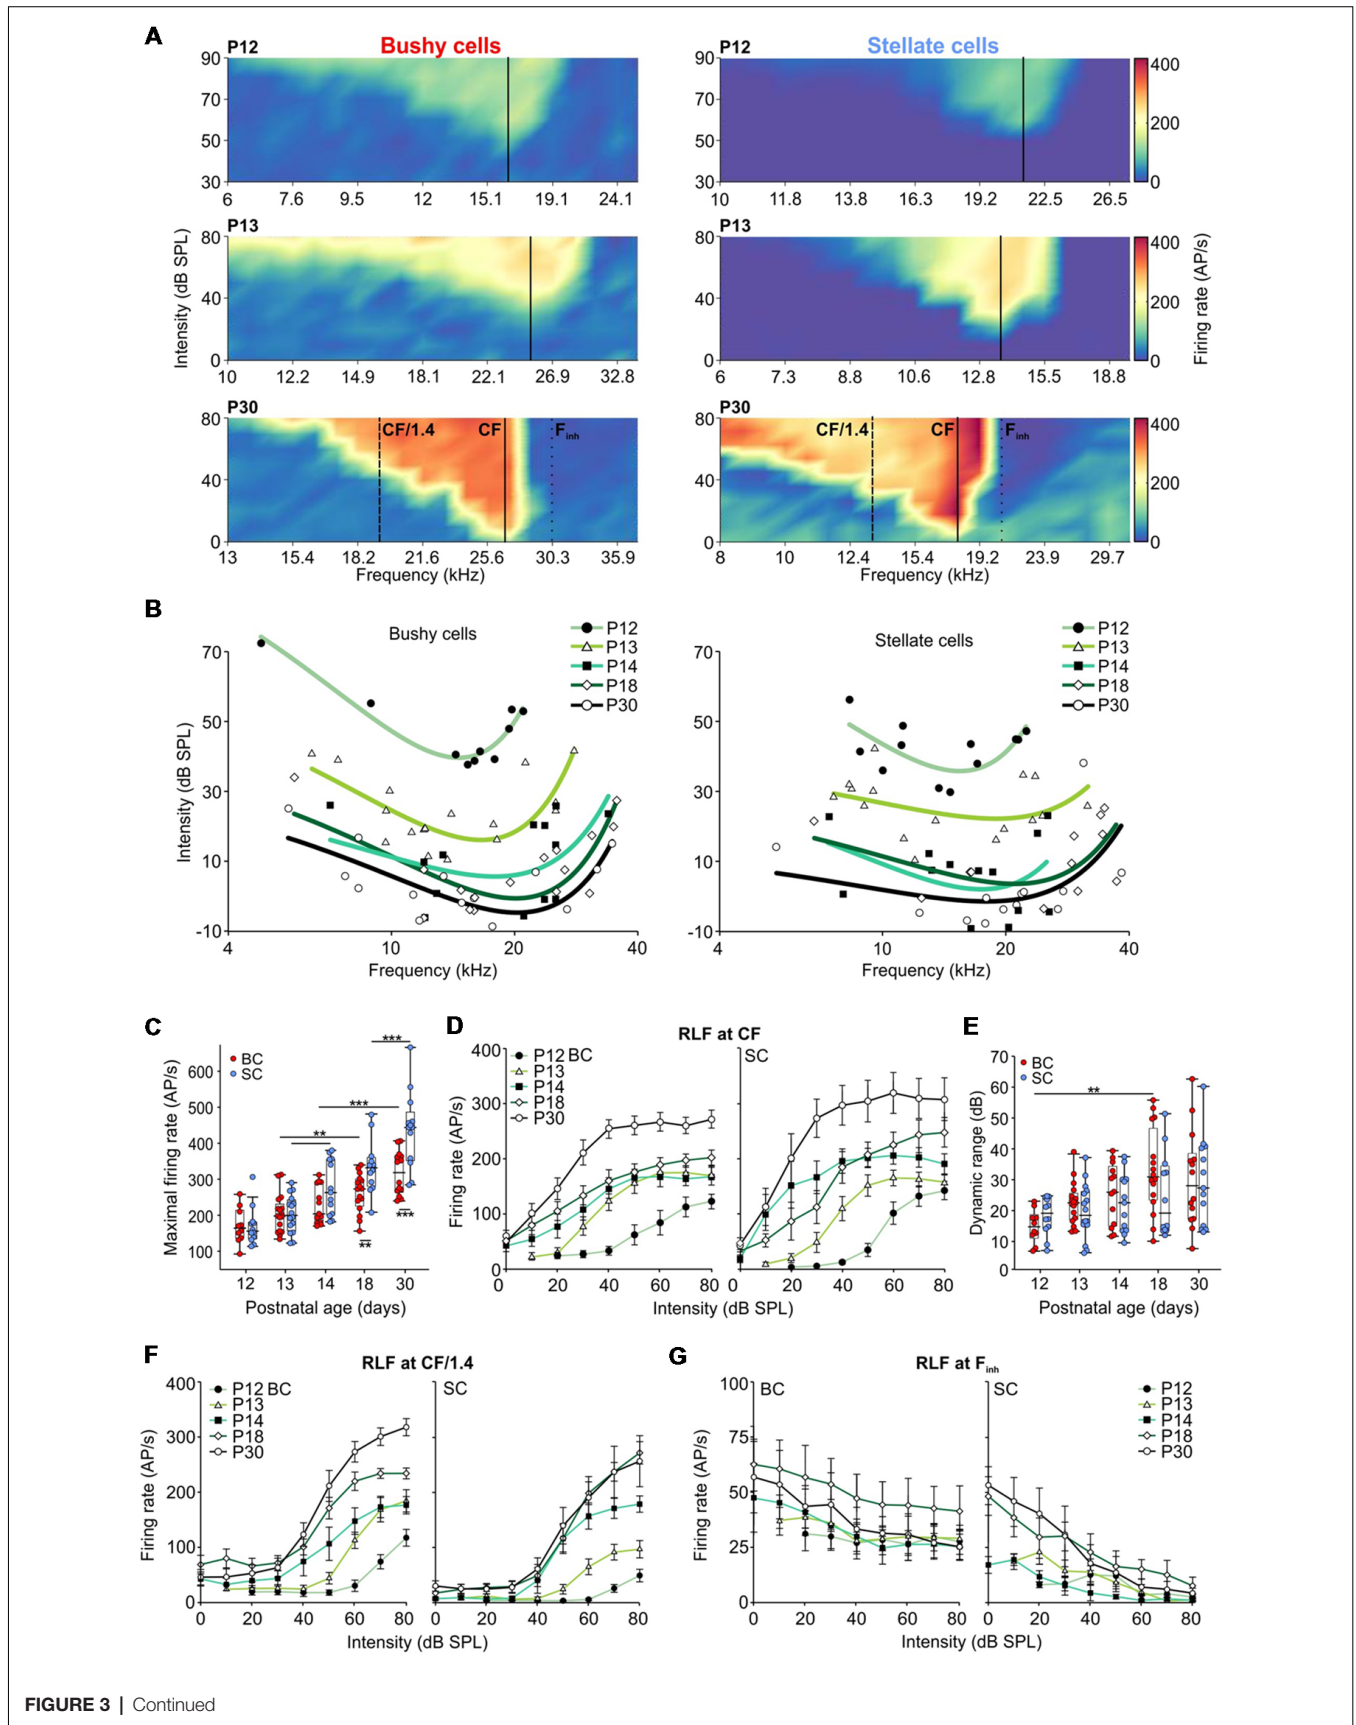 A
Bushy cells
Stellate cells
P12
P12
90
70
50
30
6 7.6 9.5 12 15.1 19.1 24.1
10 11.8 13.8 16.3 19.2 22.5 26.5
400
200
0
P13
80
40
0
10 12.2 14.9 18.1 22.1 26.9 32.8
80
40
0
6 7.3 8.8 10.6 12.8 15.5 18.8
400
200
0
Intensity (dB SPL)
Firing rate (AP/s)
P30
P30
CF/1.4 CF Finh
CF/1.4 CF Finh
80
40
0
13 15.4 18.2 21.6 25.6 30.3 35.9
80
40
0
8 10 12.4 15.4 19.2 23.9 29.7
400
200
0
Frequency (kHz)
Frequency (kHz)
B
Bushy cells
P12
P13
P14
P18
P30
Stellate cells
P12
P13
P14
P18
P30
Intensity (dB SPL)
70
50
30
10
-10
4 10 20 40
Frequency (kHz)
70
50
30
10
-10
4 10 20 40
Frequency (kHz)
C
BC
SC
Maximal firing rate (AP/s)
600
500
400
300
200
100
** *** *** ** ***
12 13 14 18 30
Postnatal age (days)
D
RLF at CF
P12 BC
P13
P14
P18
P30
SC
Firing rate (AP/s)
400
300
200
100
0
0 20 40 60 80
0 20 40 60 80
Intensity (dB SPL)
E
BC
SC
**
Dynamic range (dB)
70
60
50
40
30
20
10
0
12 13 14 18 30
Postnatal age (days)
F
RLF at CF/1.4
P12 BC
P13
P14
P18
P30
SC
Firing rate (AP/s)
400
300
200
100
0
0 20 40 60 80
0 20 40 60 80
Intensity (dB SPL)
G
RLF at Finh
BC
SC
P12
P13
P14
P18
P30
Firing rate (AP/s)
100
75
50
25
0
0 20 40 60 80
0 20 40 60 80
Intensity (dB SPL)
FIGURE 3 | Continued